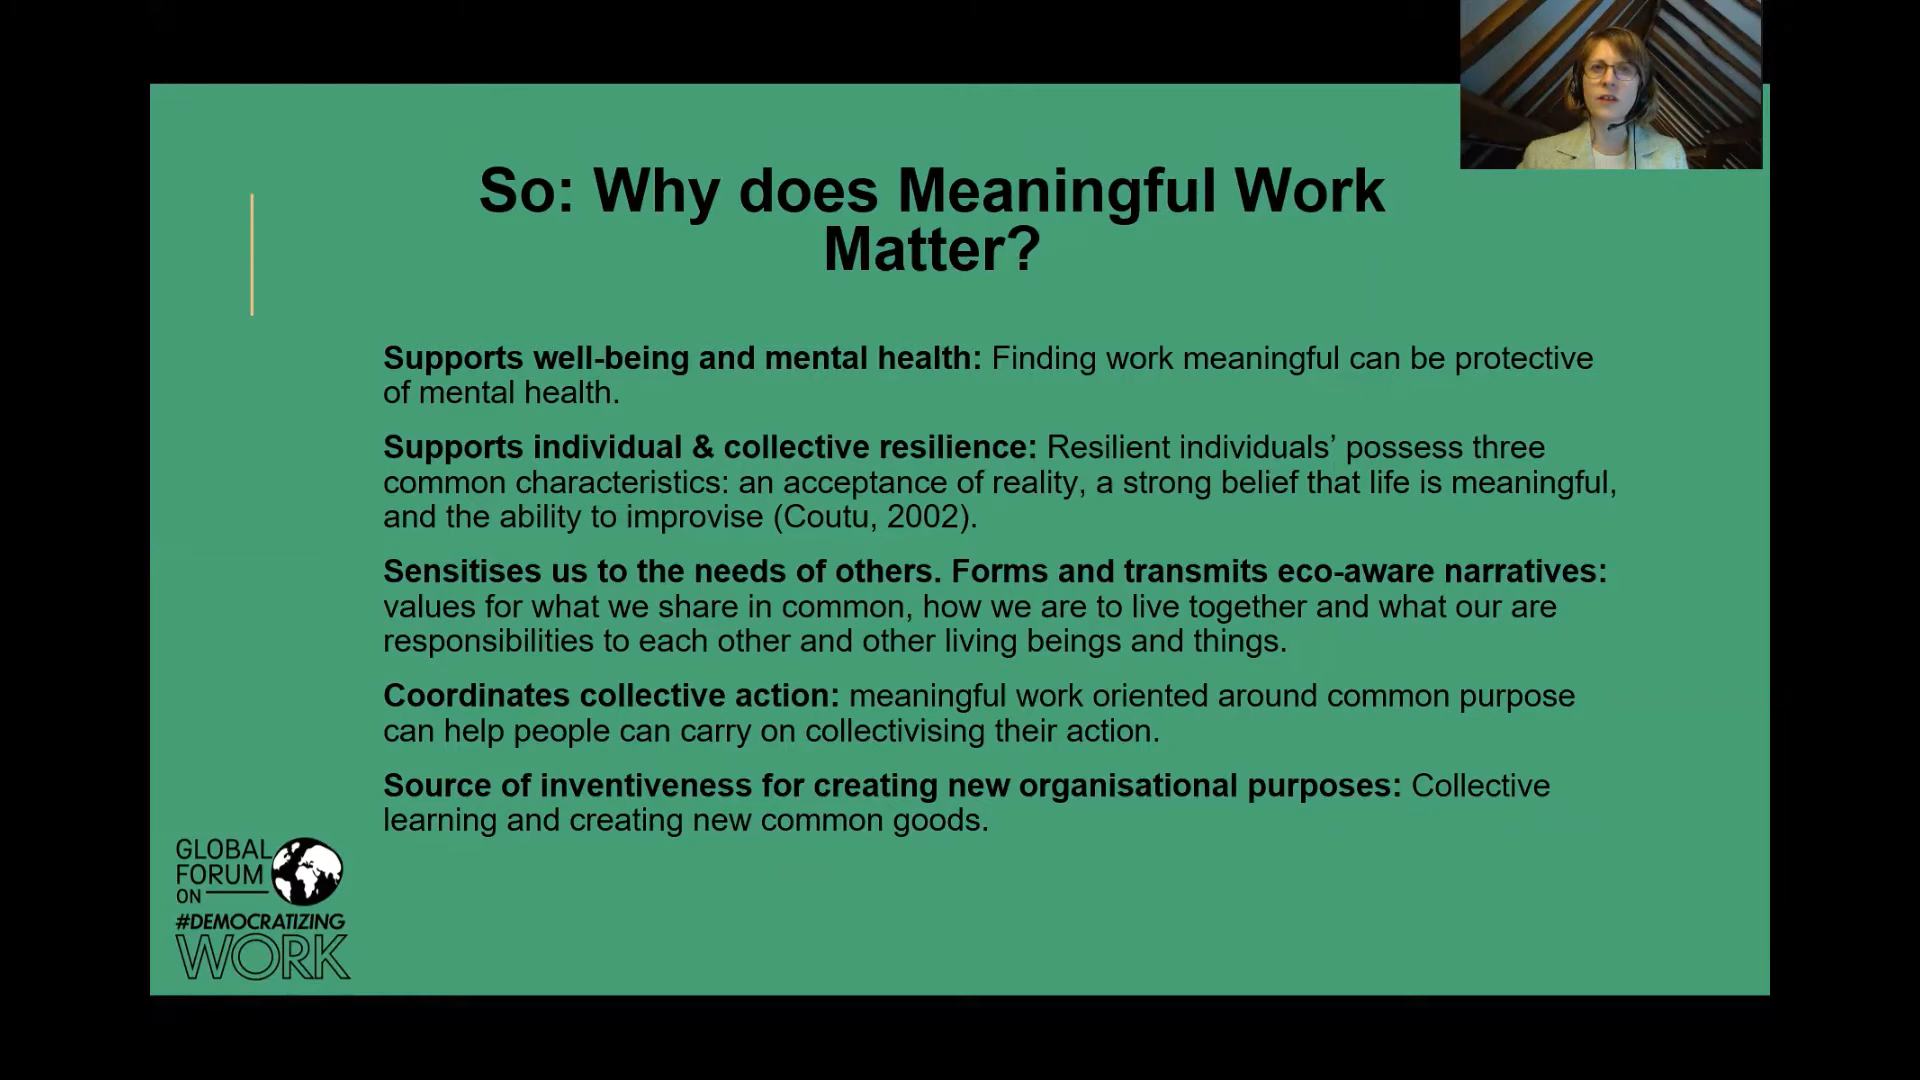 So: Why does Meaningful Work
Matter?
Supports well-being and mental health: Finding work meaningful can be protective
of mental health.
Supports individual & collective resilience: Resilient individuals’ possess three
common characteristics: an acceptance of reality, a strong belief that life is meaningful,
and the ability to improvise (Coutu, 2002).
Sensitises us to the needs of others. Forms and transmits eco-aware narratives:
values for what we share in common, how we are to live together and what our are
responsibilities to each other and other living beings and things.
Coordinates collective action: meaningful work oriented around common purpose
can help people can carry on collectivising their action.
Source of inventiveness for creating new organisational purposes: Collective
learning and creating new common goods.
GLOBAL
FORUM
ON
#DEMOCRATIZING
WORK